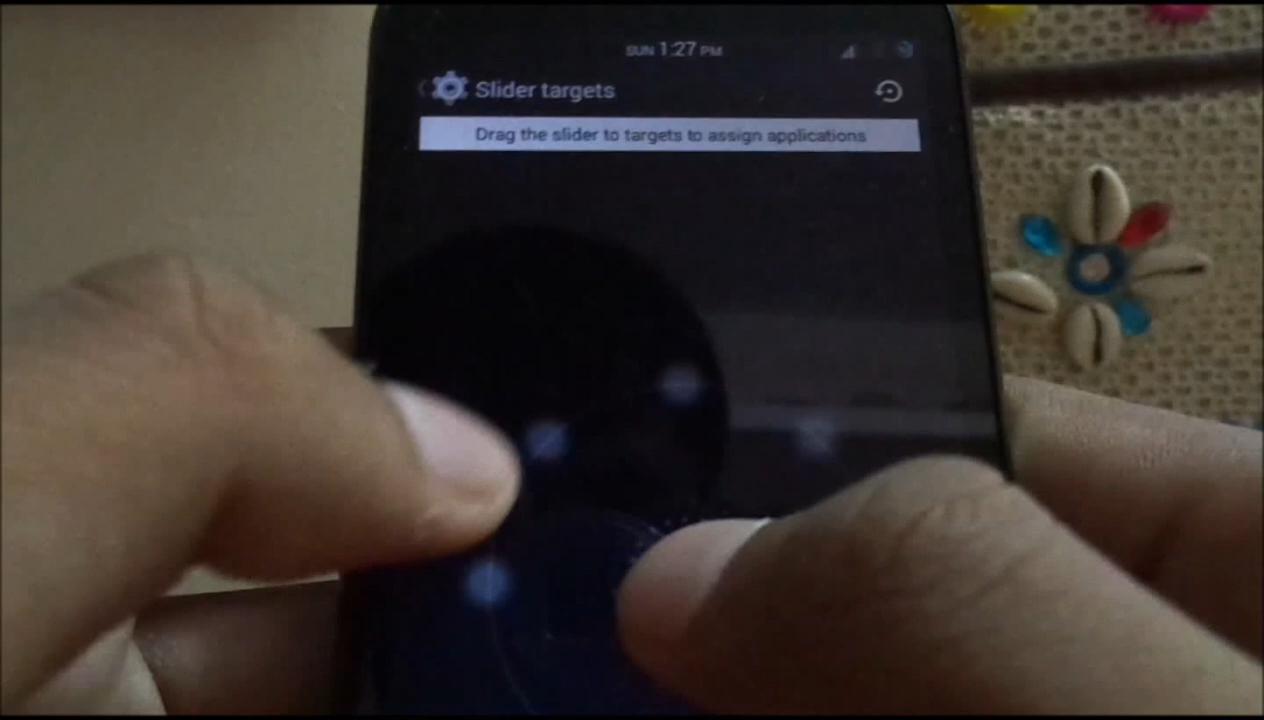 SUN 1:27 PM
Slider targets
Drag the slider to targets to assign applications